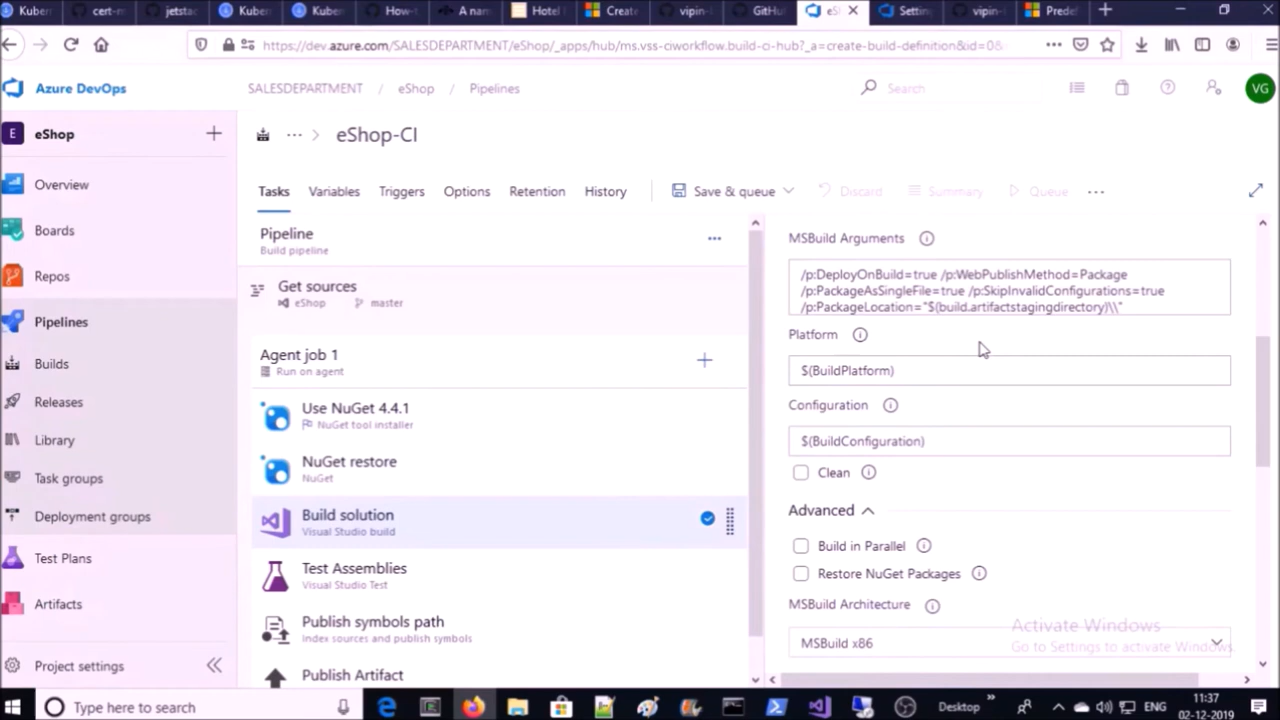 Kubern
cert-m
jetstac
Kuber
Kubern
How-t
A nam
Hotel
Create
vipin-
GitHu
eSh
Settin
vipin-
Prede
https://dev.azure.com/SALESDEPARTMENT/eShop/_apps/hub/ms.vss-ciworkflow.build-ci-hub?_a=create-build-definition&id=0&
Azure DevOps
SALESDEPARTMENT / eShop / Pipelines
Search
VG
E eShop
eShop-CI
Overview
Boards
Repos
Pipelines
Builds
Releases
Library
Task groups
Deployment groups
Test Plans
Artifacts
Project settings
Tasks Variables Triggers Options Retention History
Save & queue Discard Summary Queue
Pipeline
Build pipeline
Get sources
eShop master
Agent job 1
Run on agent
Use NuGet 4.4.1
NuGet tool installer
NuGet restore
NuGet
Build solution
Visual Studio build
Test Assemblies
Visual Studio Test
Publish symbols path
Index sources and publish symbols
Publish Artifact
MSBuild Arguments
/p:DeployOnBuild=true /p:WebPublishMethod=Package
/p:PackageAsSingleFile=true /p:SkipInvalidConfigurations=true
/p:PackageLocation="$(build.artifactstagingdirectory)\\"
Platform
$(BuildPlatform)
Configuration
$(BuildConfiguration)
Clean
Advanced
Build in Parallel
Restore NuGet Packages
MSBuild Architecture
MSBuild x86
Activate Windows
Go to Settings to activate Windows.
Type here to search
Desktop
ENG
11:37
02-12-2019